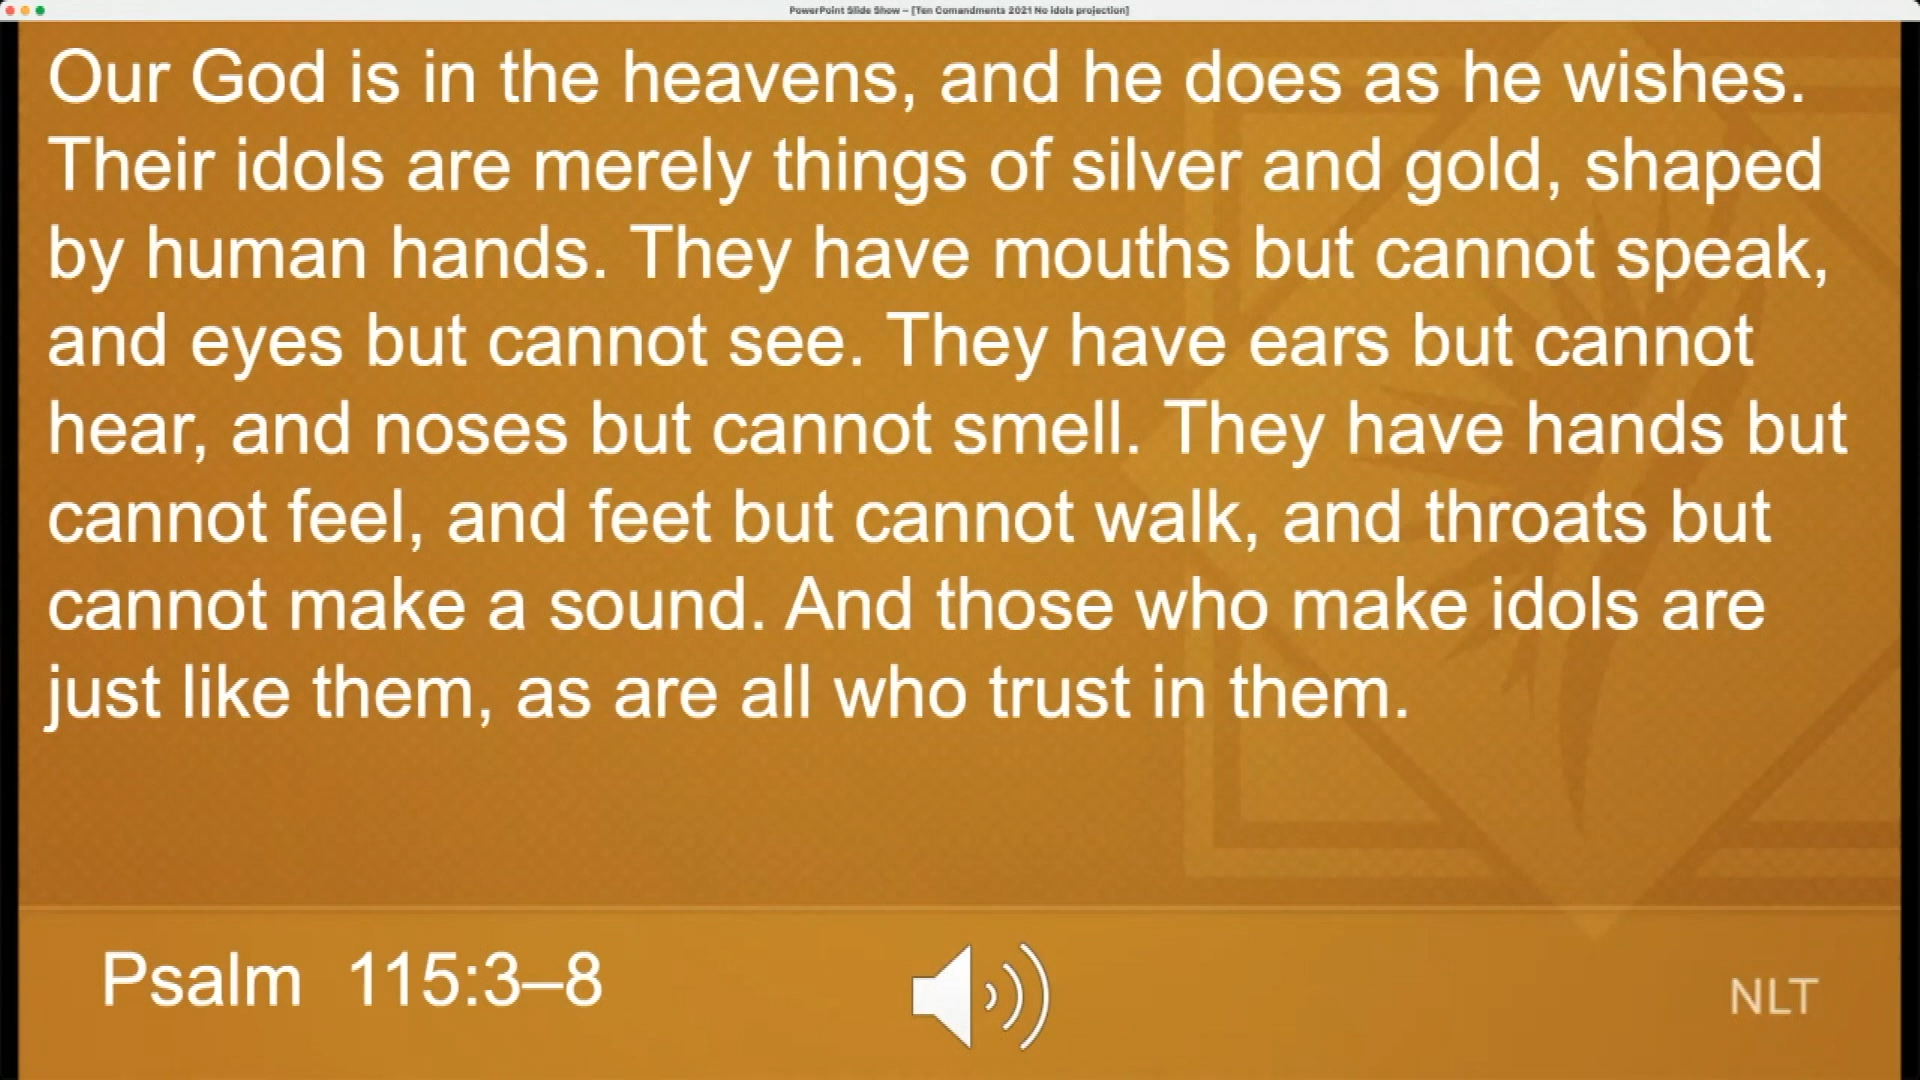 PowerPoint Slide Show - [Ten Comandments 2021 No idols projection]
Our God is in the heavens, and he does as he wishes.
Their idols are merely things of silver and gold, shaped
by human hands. They have mouths but cannot speak,
and eyes but cannot see. They have ears but cannot
hear, and noses but cannot smell. They have hands but
cannot feel, and feet but cannot walk, and throats but
cannot make a sound. And those who make idols are
just like them, as are all who trust in them.
Psalm 115:3–8
NLT